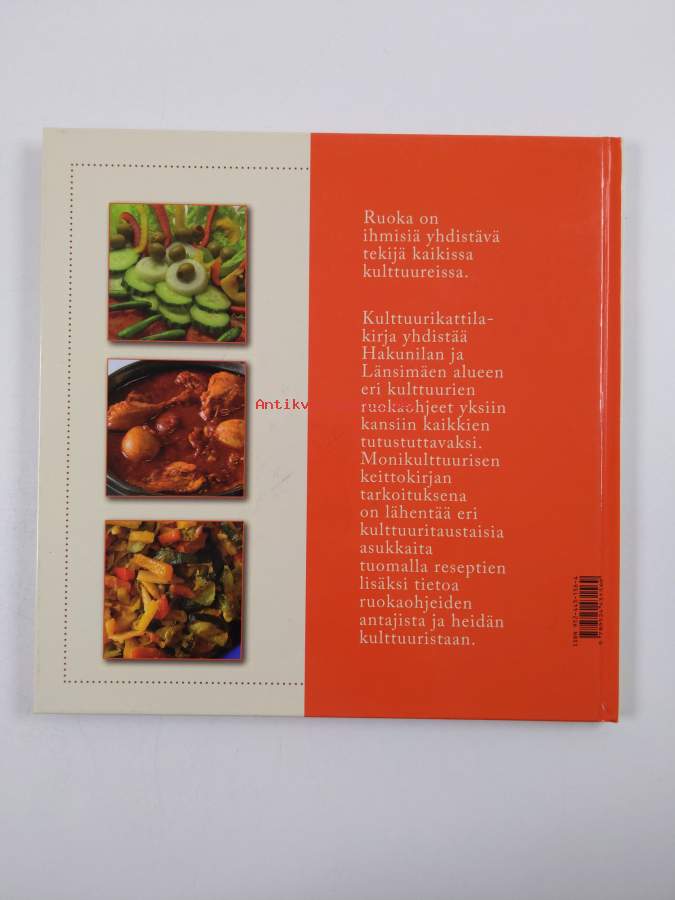 Ruoka on
ihmisiä yhdistävä
tekijä kaikissa
kulttuureissa.
Kulttuurikattila-
kirja yhdistää
Hakunilan ja
Länsimäen alueen
eri kulttuurien
ruokaohjeet yksiin
kansiin kaikkien
tutustuttavaksi.
Monikulttuurisen
keittokirjan
tarkoituksena
on lähentää eri
kulttuuritaustaisia
asukkaita
tuomalla reseptien
lisäksi tietoa
ruokaohjeiden
antajista ja heidän
kulttuuristaan.
Antikv